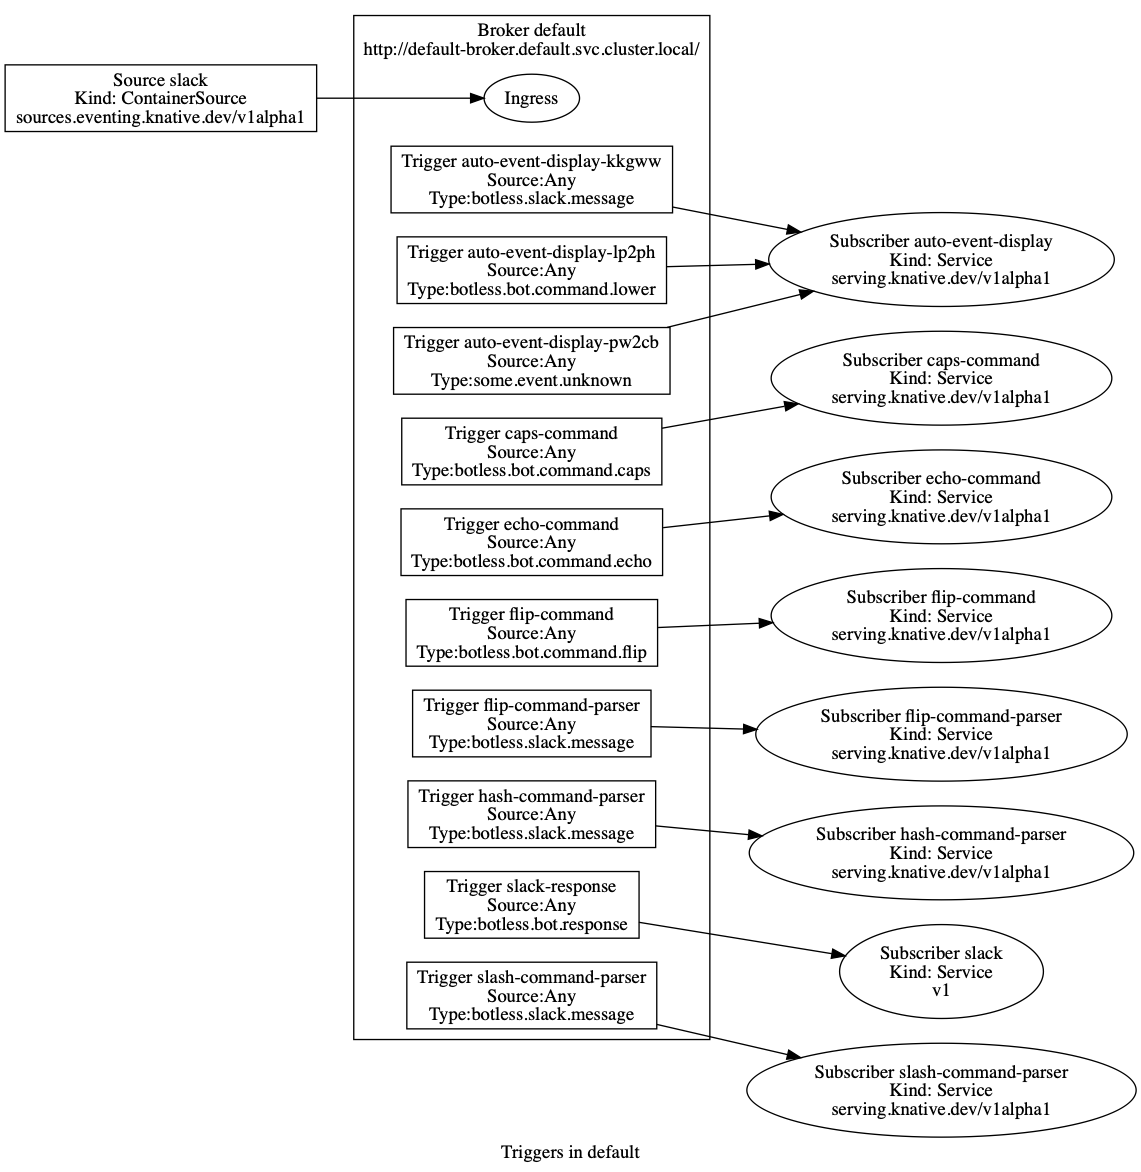 Broker default
http://default-broker.default.svc.cluster.local/
Source slack
Kind: ContainerSource
sources.eventing.knative.dev/v1alpha1
Ingress
Trigger auto-event-display-kkgww
Source:Any
Type:botless.slack.message
Trigger auto-event-display-lp2ph
Source:Any
Type:botless.bot.command.lower
Trigger auto-event-display-pw2cb
Source:Any
Type:some.event.unknown
Trigger caps-command
Source:Any
Type:botless.bot.command.caps
Trigger echo-command
Source:Any
Type:botless.bot.command.echo
Trigger flip-command
Source:Any
Type:botless.bot.command.flip
Trigger flip-command-parser
Source:Any
Type:botless.slack.message
Trigger hash-command-parser
Source:Any
Type:botless.slack.message
Trigger slack-response
Source:Any
Type:botless.bot.response
Trigger slash-command-parser
Source:Any
Type:botless.slack.message
Subscriber auto-event-display
Kind: Service
serving.knative.dev/v1alpha1
Subscriber caps-command
Kind: Service
serving.knative.dev/v1alpha1
Subscriber echo-command
Kind: Service
serving.knative.dev/v1alpha1
Subscriber flip-command
Kind: Service
serving.knative.dev/v1alpha1
Subscriber flip-command-parser
Kind: Service
serving.knative.dev/v1alpha1
Subscriber hash-command-parser
Kind: Service
serving.knative.dev/v1alpha1
Subscriber slack
Kind: Service
v1
Subscriber slash-command-parser
Kind: Service
serving.knative.dev/v1alpha1
Triggers in default